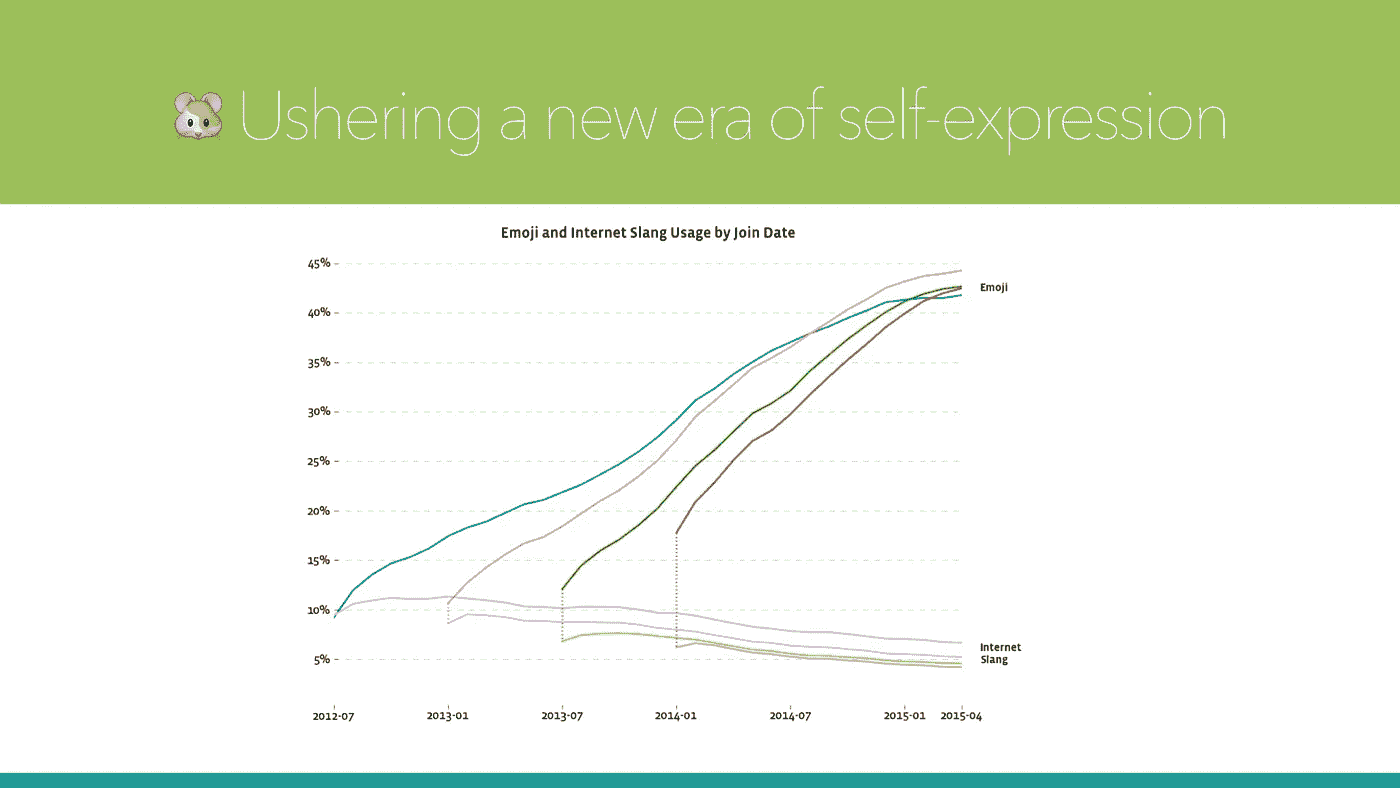 Ushering a new era of self-expression
Emoji and Internet Slang Usage by Join Date
45%
Emoji
40%
35%
30%
25%
20%
15%
10%
Internet
Slang
5%
2012-07 2013-01 2013-07 2014-01 2014-07 2015-01 2015-04